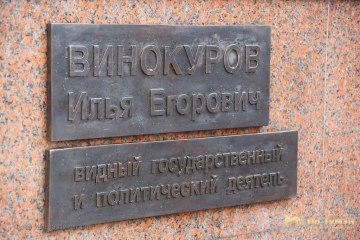 ВИНОКУРОВ
Илья Егорович
видный государственный
и политический деятель